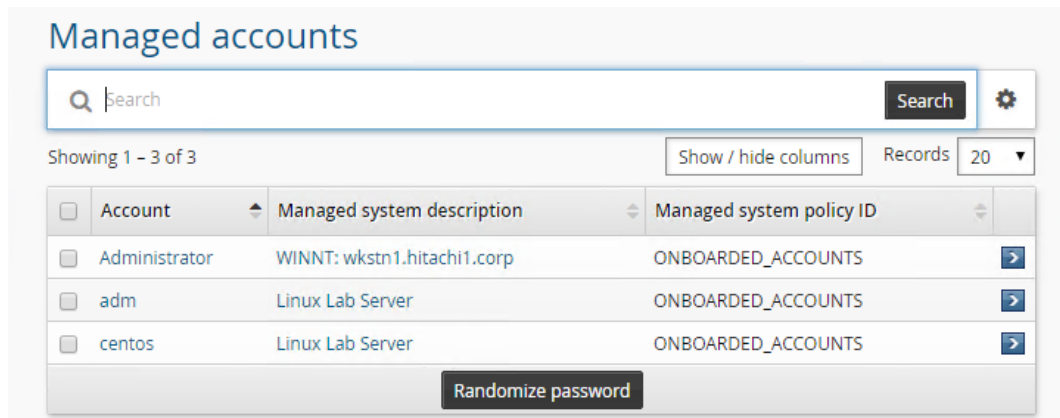 Managed accounts
Search Search
Showing 1 – 3 of 3 Show / hide columns Records 20
Account Managed system description Managed system policy ID
Administrator WINNT: wkstn1.hitachi1.corp ONBOARDED_ACCOUNTS
adm Linux Lab Server ONBOARDED_ACCOUNTS
centos Linux Lab Server ONBOARDED_ACCOUNTS
Randomize password